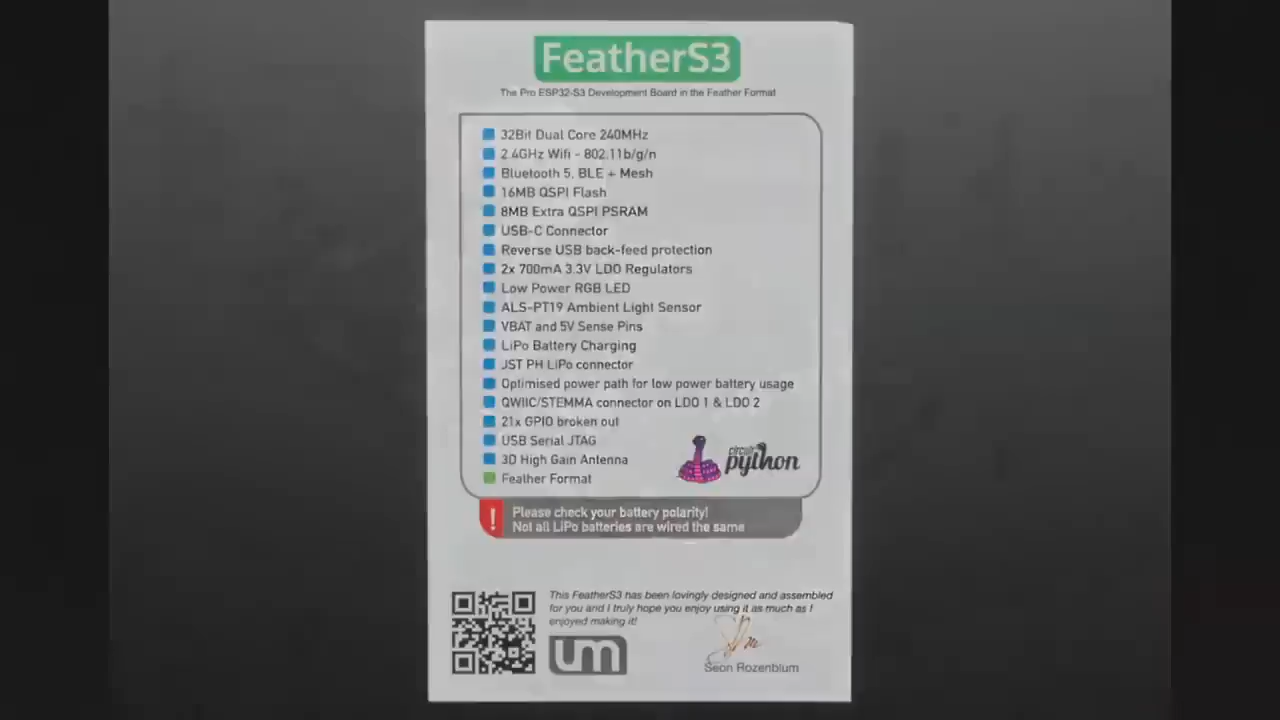 FeatherS3
The Pro ESP32-S3 Development Board in the Feather Format
32Bit Dual Core 240MHz
2.4GHz Wifi - 802.11b/g/n
Bluetooth 5, BLE + Mesh
16MB QSPI Flash
8MB Extra QSPI PSRAM
USB-C Connector
Reverse USB back-feed protection
2x 700mA 3.3V LDO Regulators
Low Power RGB LED
ALS-PT19 Ambient Light Sensor
VBAT and 5V Sense Pins
LiPo Battery Charging
JST PH LiPo connector
Optimised power path for low power battery usage
QWIIC/STEMMA connector on LDO 1 & LDO 2
21x GPIO broken out
USB Serial JTAG
3D High Gain Antenna
Feather Format
circuit
python
!
Please check your battery polarity!
Not all LiPo batteries are wired the same
This FeatherS3 has been lovingly designed and assembled
for you and I truly hope you enjoy using it as much as I
enjoyed making it!
um
Seon Rozenblum